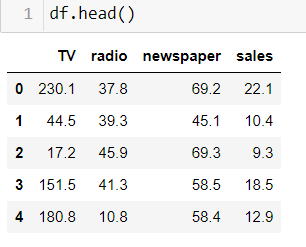 1 df.head()
TV radio newspaper sales
0 230.1 37.8 69.2 22.1
1 44.5 39.3 45.1 10.4
2 17.2 45.9 69.3 9.3
3 151.5 41.3 58.5 18.5
4 180.8 10.8 58.4 12.9